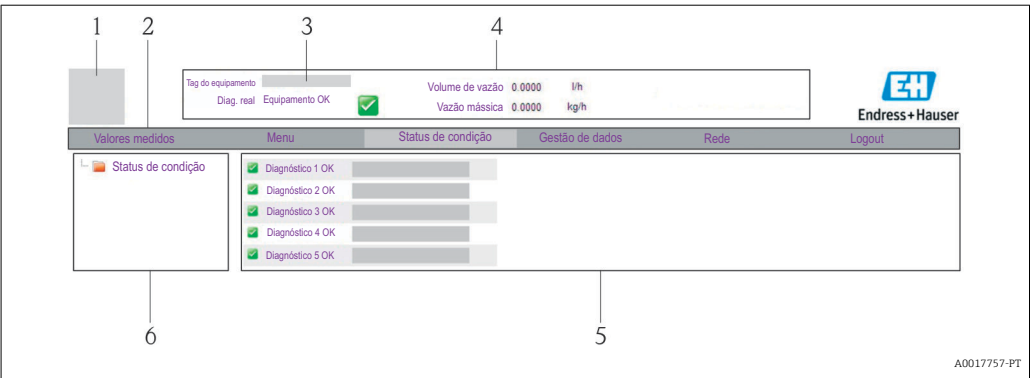 1 2 3 4
Tag do equipamento
Volume de vazão 0.0000 l/h
Diag. real Equipamento OK
Vazão mássica 0.0000 kg/h
EH
Endress+Hauser
Valores medidos Menu Status de condição Gestão de dados Rede Logout
Status de condição
Diagnóstico 1 OK
Diagnóstico 2 OK
Diagnóstico 3 OK
Diagnóstico 4 OK
Diagnóstico 5 OK
6 5
A0017757-PT